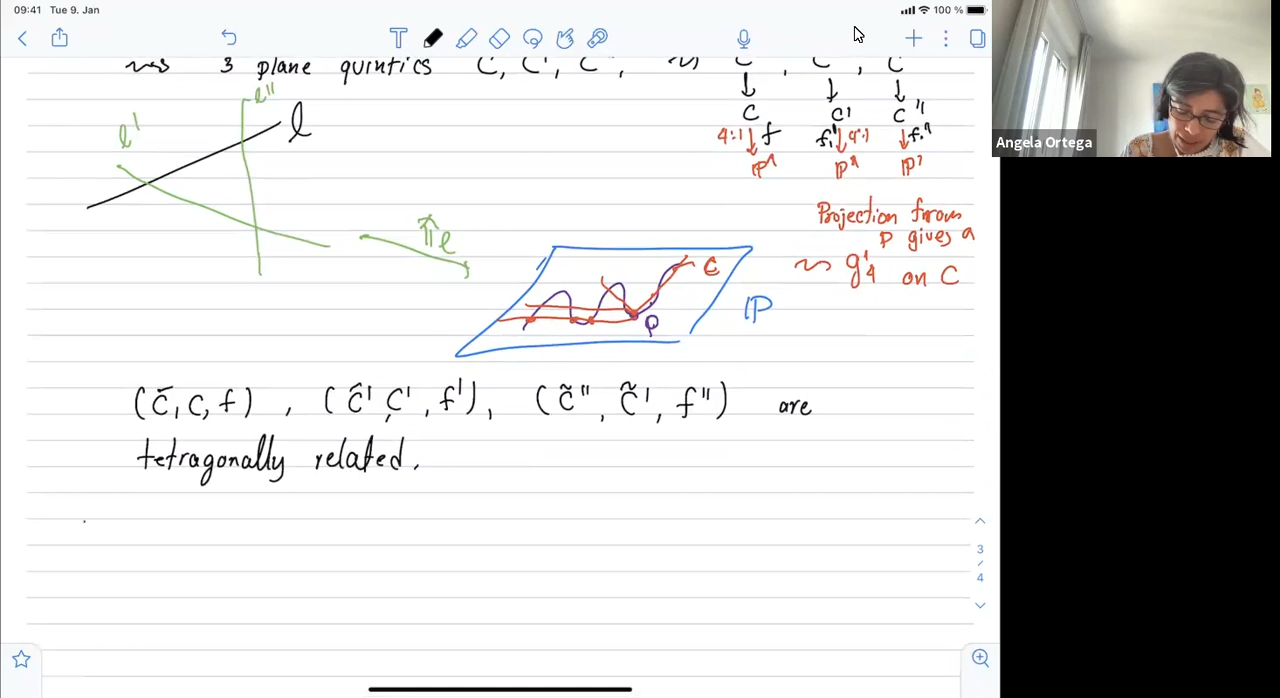 09:41 Tue 9. Jan
100 %
3 plane quintics C, C', C'',
C C' C''
4:1 f f' 4:1 f''
ℙ¹ ℙ¹ ℙ¹
l' l'' l
Projection from
P gives a
g¹₄ on C
π_l
C
P
ℙ
(C̃, C, f), (C̃' C', f'), (C̃'', C̃', f'') are
tetragonally related.
3
/
4
Angela Ortega